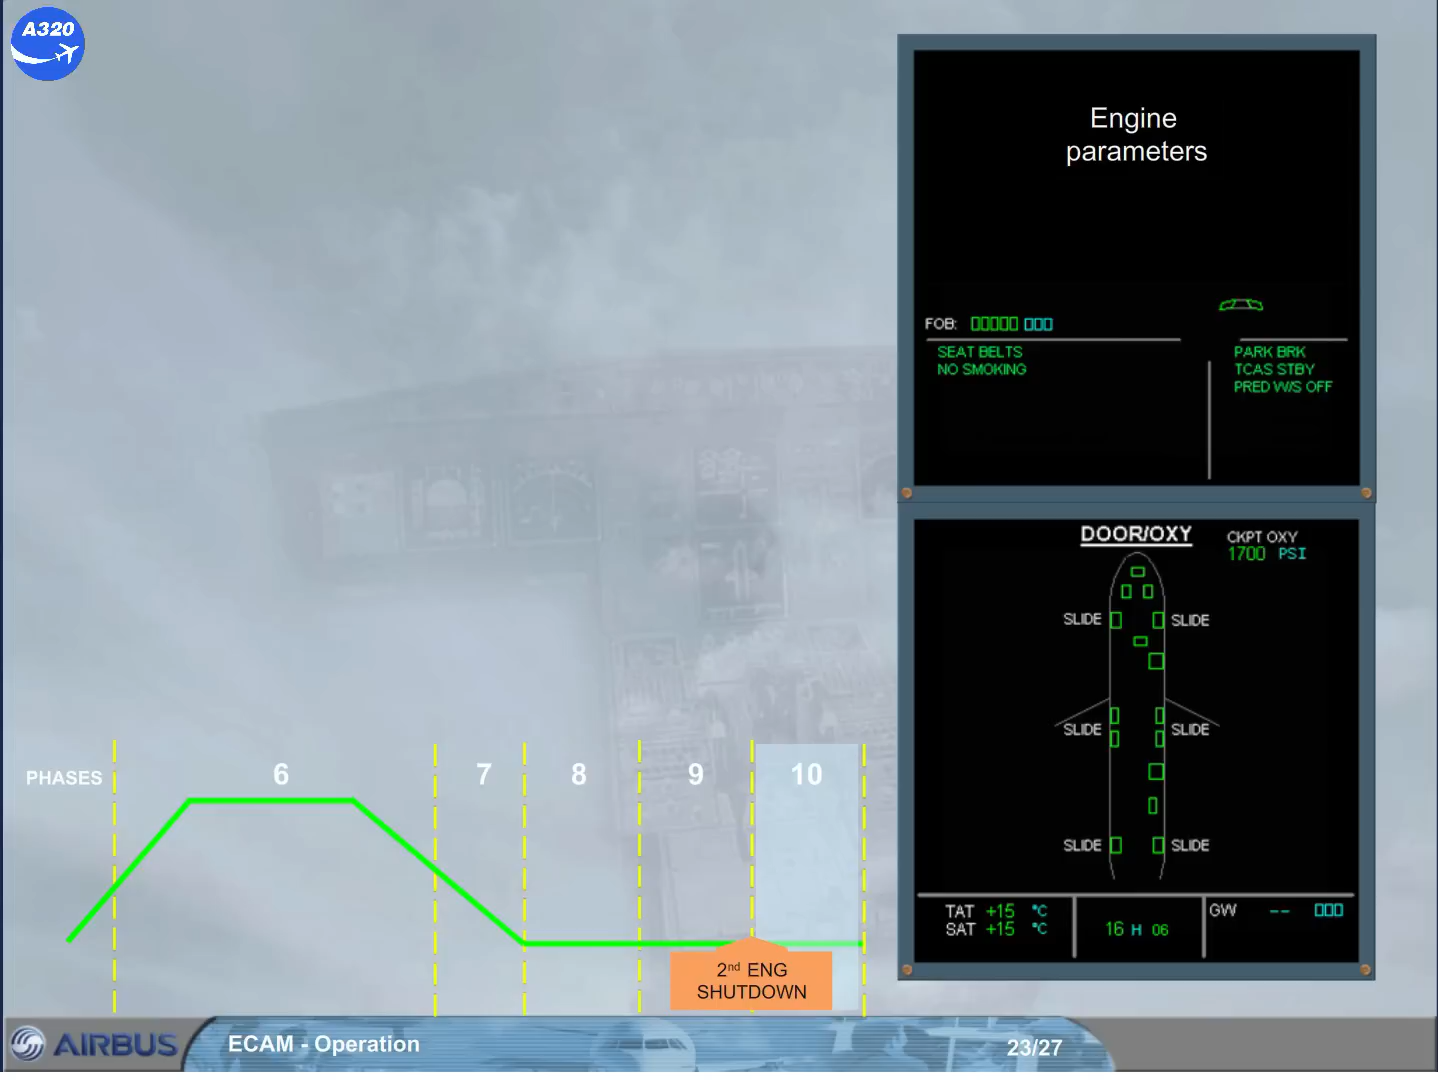 A320
Engine
parameters
FOB:
SEAT BELTS
NO SMOKING
PARK BRK
TCAS STBY
PRED W/S OFF
DOOR/OXY
CKPT OXY
1700 PSI
SLIDE SLIDE
SLIDE SLIDE
SLIDE SLIDE
TAT +15 °C
SAT +15 °C
16 H 06
GW --
PHASES 6 7 8 9 10
2nd ENG
SHUTDOWN
AIRBUS
ECAM - Operation
23/27